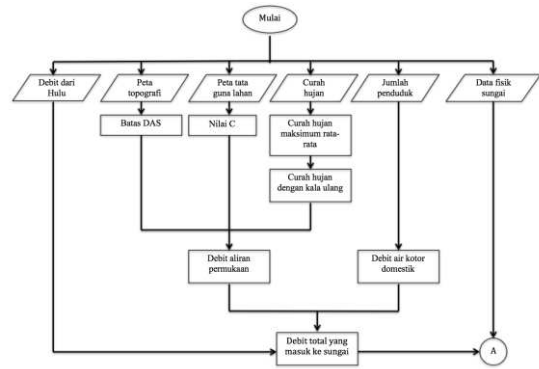 Mulai
Debit dari
Hulu
Peta
topografi
Peta tata
guna lahan
Curah
hujan
Jumlah
penduduk
Data fisik
sungai
Batas DAS
Nilai C
Curah hujan
maksimum rata-
rata
Curah hujan
dengan kala ulang
Debit aliran
permukaan
Debit air kotor
domestik
Debit total yang
masuk ke sungai
A